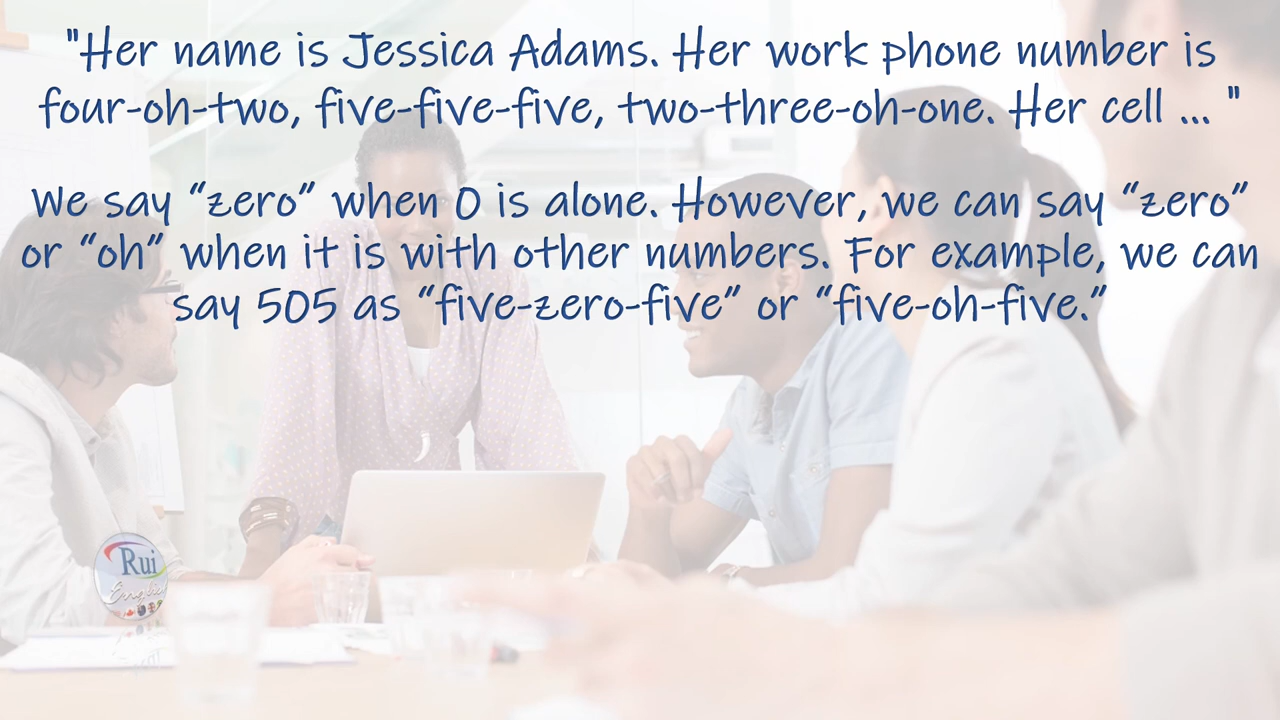 "Her name is Jessica Adams. Her work phone number is
four-oh-two, five-five-five, two-three-oh-one. Her cell ... "
We say “zero” when 0 is alone. However, we can say “zero”
or “oh” when it is with other numbers. For example, we can
say 505 as “five-zero-five” or “five-oh-five.”
Rui
English